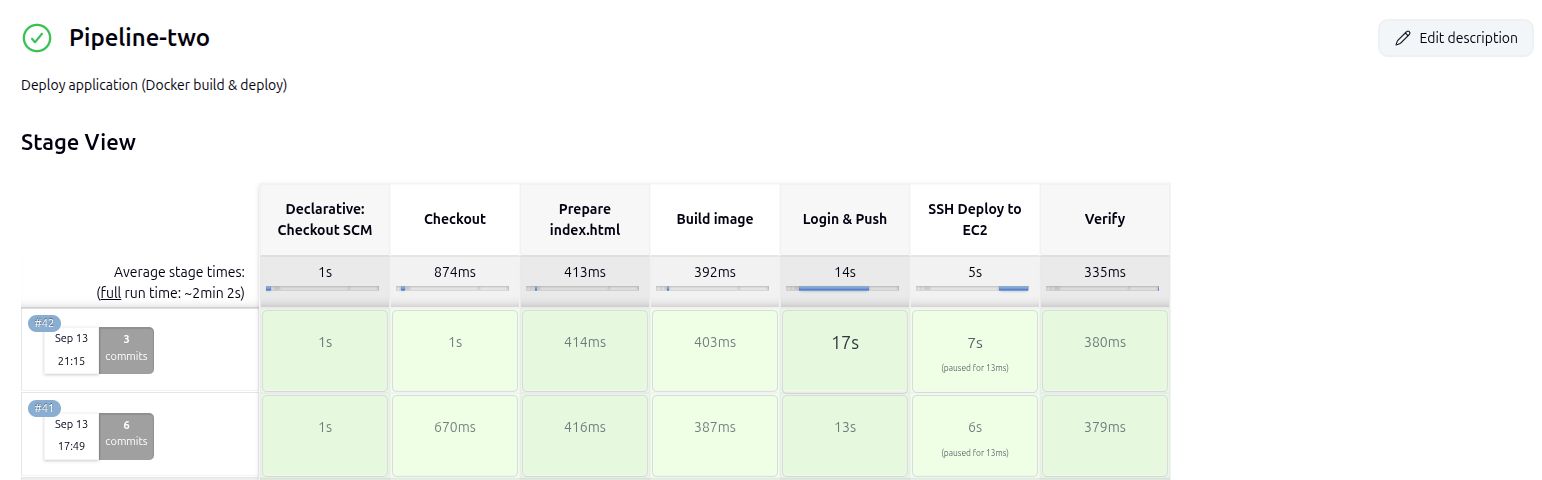 Pipeline-two
Edit description
Deploy application (Docker build & deploy)
Stage View
Declarative: Checkout SCM
Checkout
Prepare index.html
Build image
Login & Push
SSH Deploy to EC2
Verify
Average stage times:
(full run time: ~2min 2s)
1s
874ms
413ms
392ms
14s
5s
335ms
#42
Sep 13
21:15
3
commits
1s
1s
414ms
403ms
17s
7s
(paused for 13ms)
380ms
#41
Sep 13
17:49
6
commits
1s
670ms
416ms
387ms
13s
6s
(paused for 13ms)
379ms